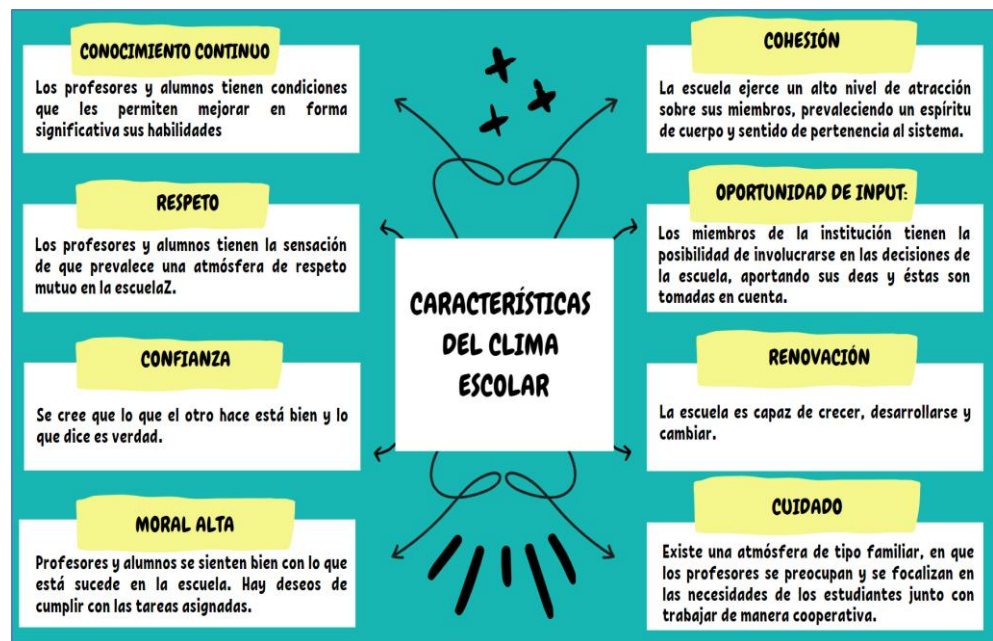 CONOCIMIENTO CONTINUO
Los profesores y alumnos tienen condiciones
que les permiten mejorar en forma
significativa sus habilidades
RESPETO
Los profesores y alumnos tienen la sensación
de que prevalece una atmósfera de respeto
mutuo en la escuelaZ.
CONFIANZA
Se cree que lo que el otro hace está bien y lo
que dice es verdad.
MORAL ALTA
Profesores y alumnos se sienten bien con lo que
está sucede en la escuela. Hay deseos de
cumplir con las tareas asignadas.
CARACTERÍSTICAS
DEL CLIMA
ESCOLAR
COHESIÓN
La escuela ejerce un alto nivel de atracción
sobre sus miembros, prevaleciendo un espíritu
de cuerpo y sentido de pertenencia al sistema.
OPORTUNIDAD DE INPUT:
Los miembros de la institución tienen la
posibilidad de involucrarse en las decisiones de
la escuela, aportando sus deas y éstas son
tomadas en cuenta.
RENOVACIÓN
La escuela es capaz de crecer, desarrollarse y
cambiar.
CUIDADO
Existe una atmósfera de tipo familiar, en que
los profesores se preocupan y se focalizan en
las necesidades de los estudiantes junto con
trabajar de manera cooperativa.